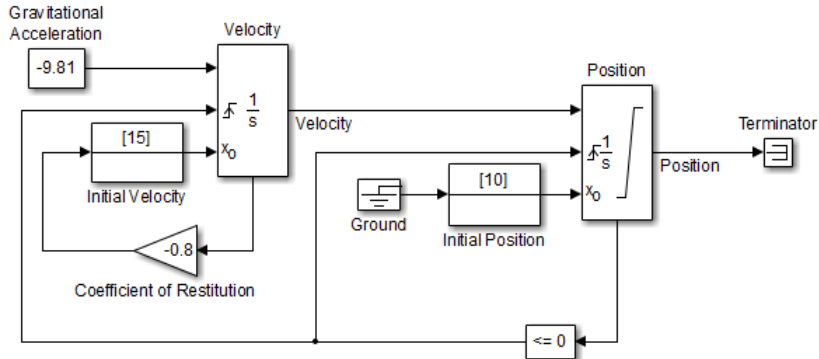 Gravitational
Acceleration
-9.81
Velocity
1
s
x0
Velocity
[15]
Initial Velocity
-0.8
Coefficient of Restitution
Ground
[10]
Initial Position
Position
1
s
x0
Position
Terminator
<= 0